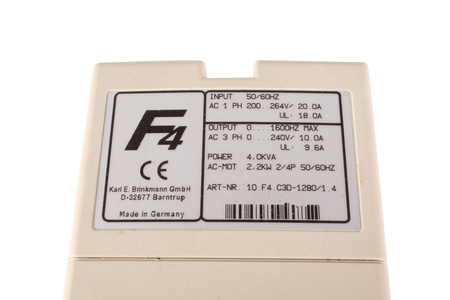 F4
CE
Karl E. Brinkmann GmbH
D-32677 Barntrup
Made in Germany
INPUT 50/60HZ
AC 1 PH 200...264V/ 20.0A
UL: 18.0A
OUTPUT 0....1600HZ MAX
AC 3 PH 0....240V/ 10.0A
UL: 9.6A
POWER 4.0KVA
AC-MOT 2.2KW 2/4P 50/60HZ
ART-NR. 10.F4.C3D-1280/1.4